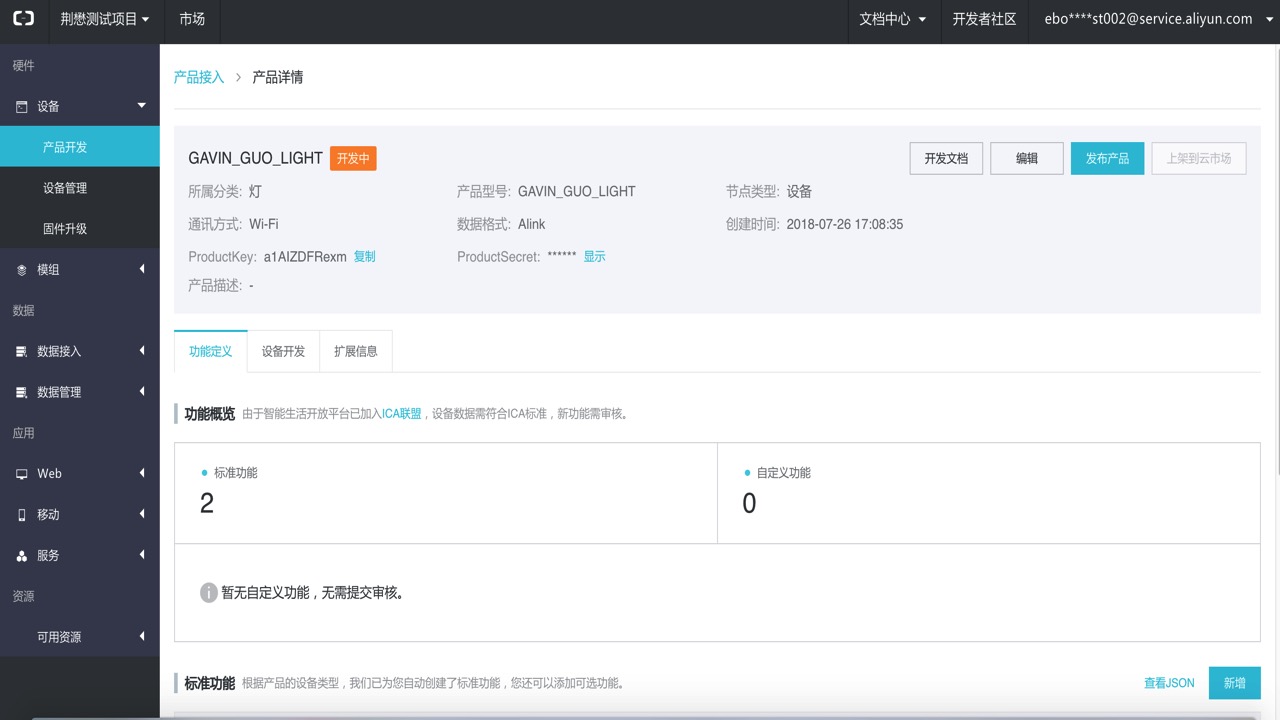 荆懋测试项目
市场
文档中心
开发者社区
ebo****st002@service.aliyun.com
硬件
设备
产品开发
设备管理
固件升级
模组
数据
数据接入
数据管理
应用
Web
移动
服务
资源
可用资源
产品接入 > 产品详情
GAVIN_GUO_LIGHT 开发中
开发文档 编辑 发布产品 上架到云市场
所属分类: 灯 产品型号: GAVIN_GUO_LIGHT 节点类型: 设备
通讯方式: Wi-Fi 数据格式: Alink 创建时间: 2018-07-26 17:08:35
ProductKey: a1AIZDFRexm 复制 ProductSecret: ****** 显示
产品描述: -
功能定义 设备开发 扩展信息
功能概览 由于智能生活开放平台已加入ICA联盟，设备数据需符合ICA标准，新功能需审核。
标准功能
2
自定义功能
0
暂无自定义功能，无需提交审核。
标准功能 根据产品的设备类型，我们已为您自动创建了标准功能，您还可以添加可选功能。
查看JSON 新增